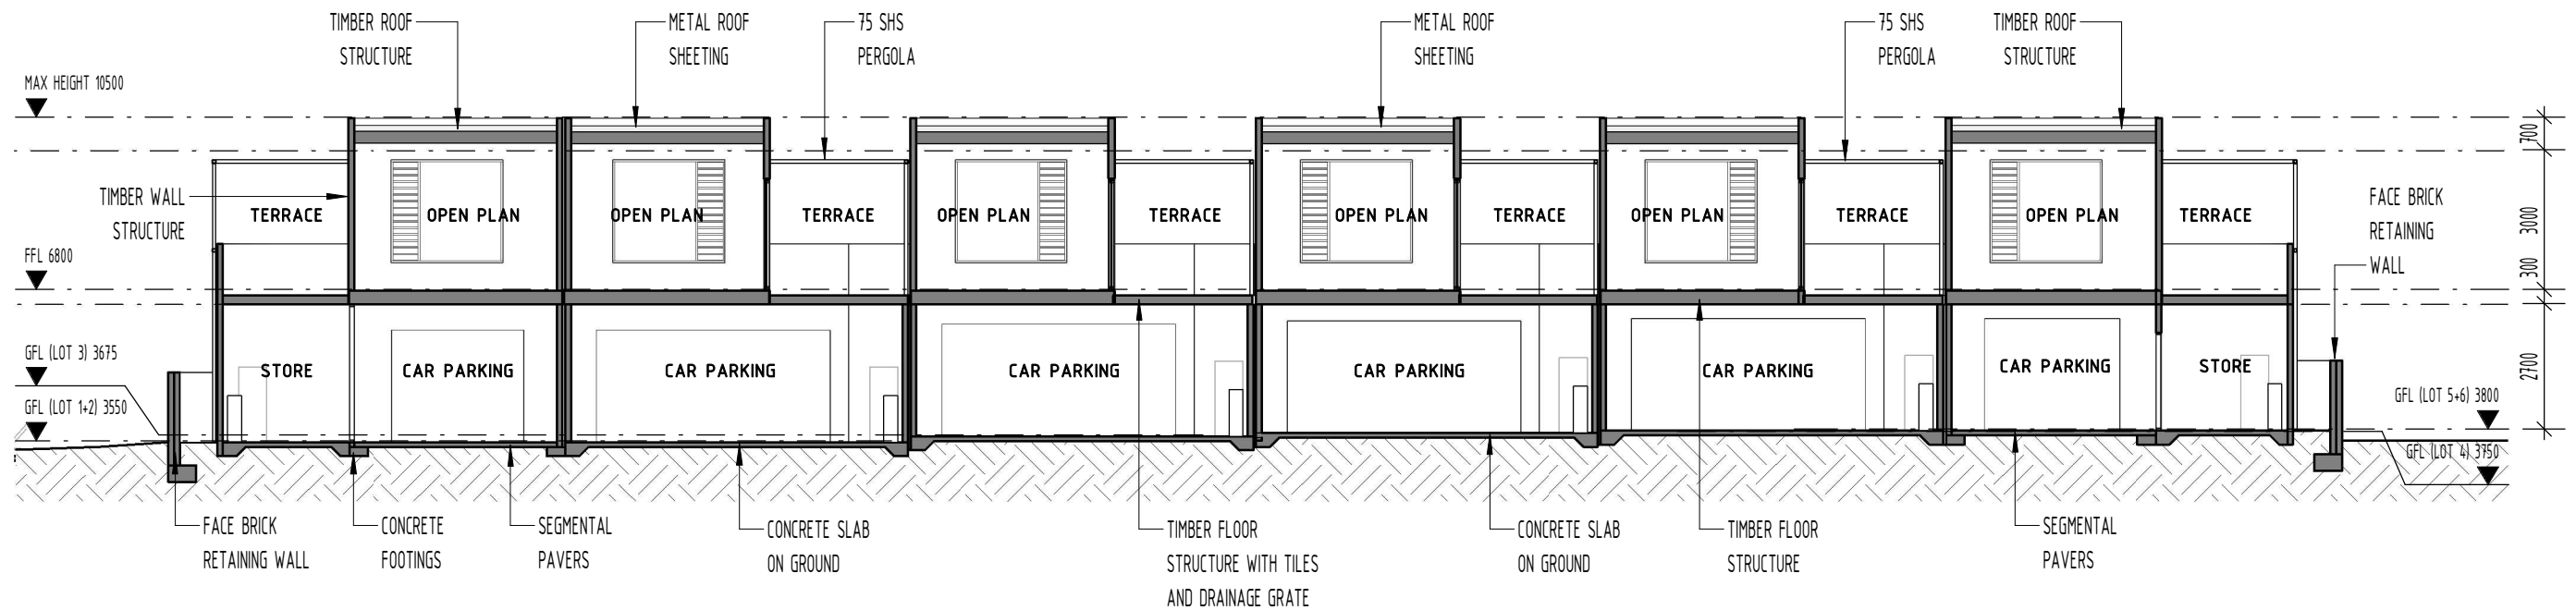 TIMBER ROOF
STRUCTURE
METAL ROOF
SHEETING
75 SHS
PERGOLA
METAL ROOF
SHEETING
75 SHS
PERGOLA
TIMBER ROOF
STRUCTURE
MAX HEIGHT 10500
700
TIMBER WALL
STRUCTURE
TERRACE
OPEN PLAN
OPEN PLAN
TERRACE
OPEN PLAN
TERRACE
OPEN PLAN
TERRACE
OPEN PLAN
TERRACE
OPEN PLAN
TERRACE
FACE BRICK
RETAINING
WALL
3000
FFL 6800
300
GFL (LOT 3) 3675
GFL (LOT 1+2) 3550
STORE
CAR PARKING
CAR PARKING
CAR PARKING
CAR PARKING
CAR PARKING
CAR PARKING
STORE
2700
GFL (LOT 5+6) 3800
GFL (LOT 4) 3750
FACE BRICK
RETAINING WALL
CONCRETE
FOOTINGS
SEGMENTAL
PAVERS
CONCRETE SLAB
ON GROUND
TIMBER FLOOR
STRUCTURE WITH TILES
AND DRAINAGE GRATE
CONCRETE SLAB
ON GROUND
TIMBER FLOOR
STRUCTURE
SEGMENTAL
PAVERS